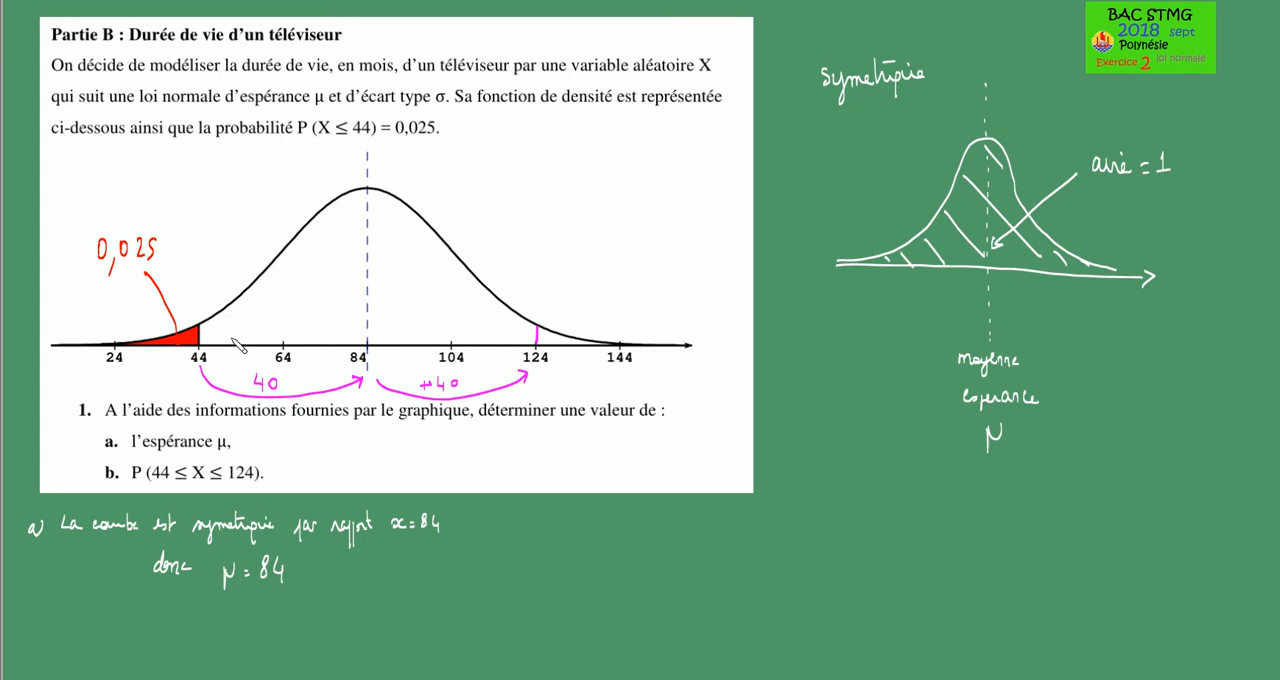 Partie B : Durée de vie d'un téléviseur
On décide de modéliser la durée de vie, en mois, d'un téléviseur par une variable aléatoire X
qui suit une loi normale d'espérance μ et d'écart type σ. Sa fonction de densité est représentée
ci-dessous ainsi que la probabilité P (X ≤ 44) = 0,025.
0,025
24 44 64 84 104 124 144
40 +40
1. A l'aide des informations fournies par le graphique, déterminer une valeur de :
a. l'espérance μ,
b. P (44 ≤ X ≤ 124).
a) La courbe est symetrique par rapport x = 84
donc μ = 84
BAC STMG
2018 sept
Polynésie
Exercice 2 loi normale
Symetrique
aire = 1
moyenne
esperance
μ